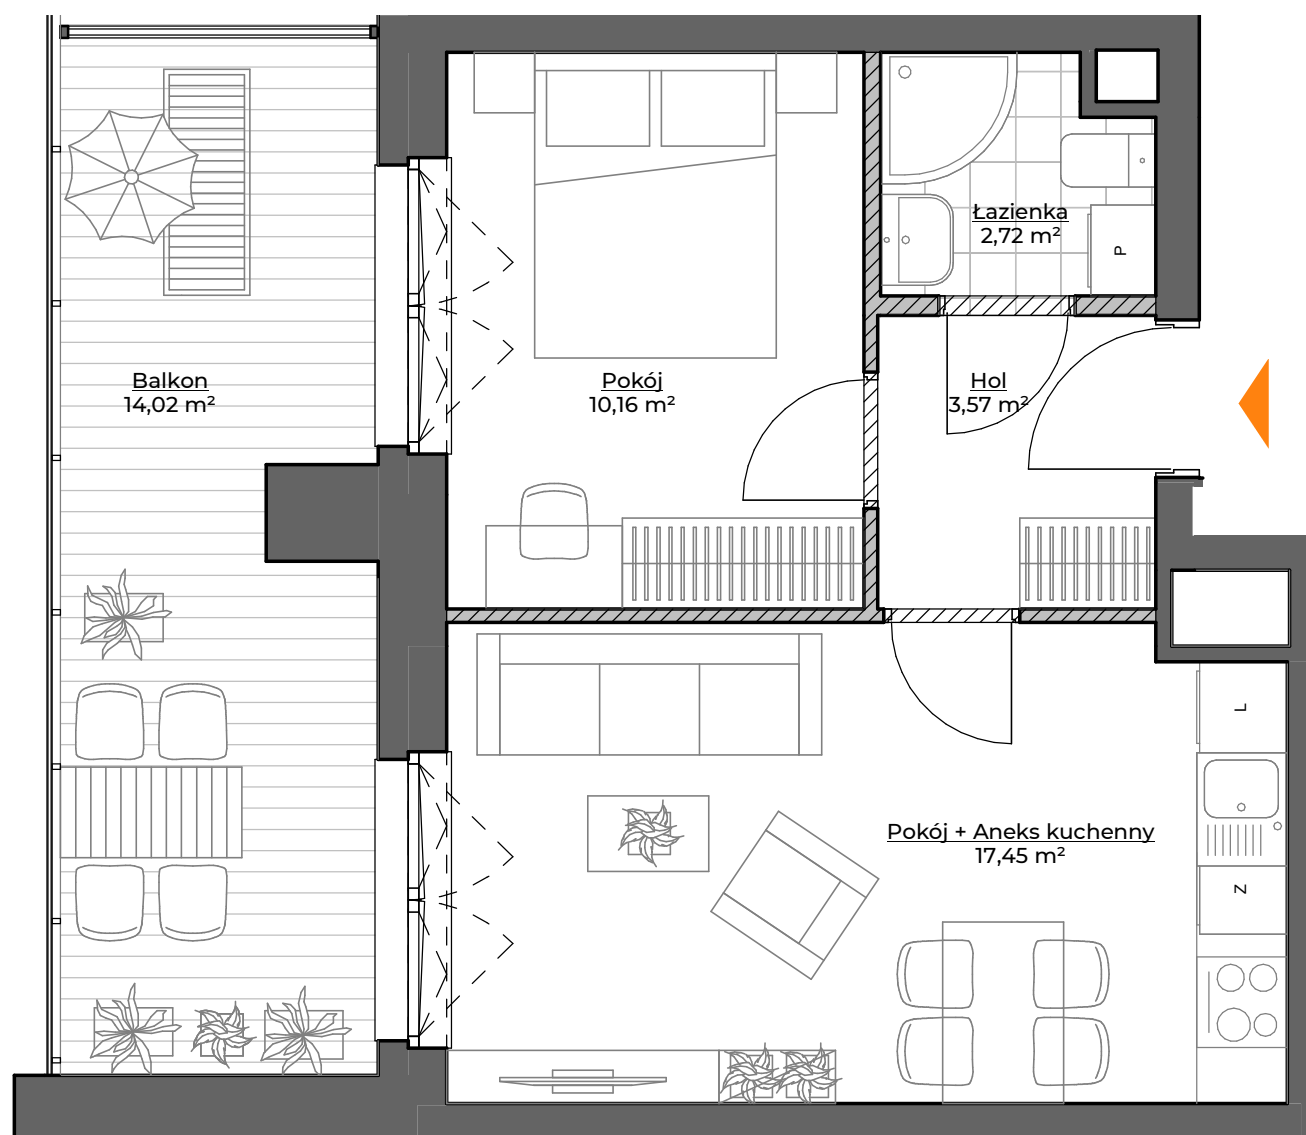 Łazienka
2,72 m²
P
Balkon
14,02 m²
Pokój
10,16 m²
Hol
3,57 m²
L
Pokój + Aneks kuchenny
17,45 m²
Z